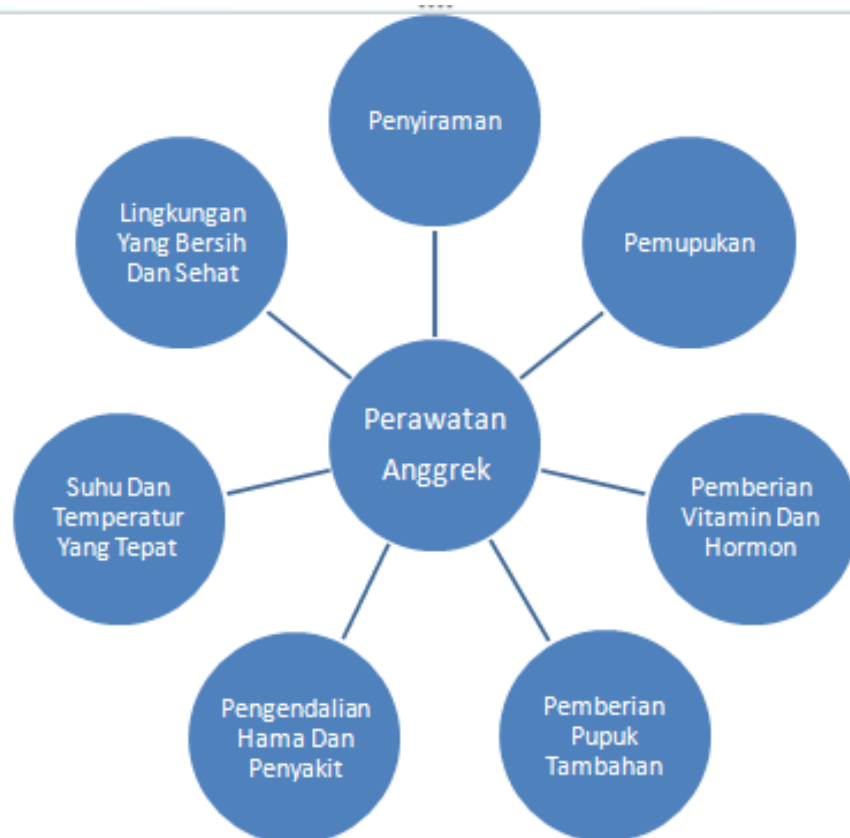 Penyiraman
Pemupukan
Pemberian
Vitamin Dan
Hormon
Pemberian
Pupuk
Tambahan
Pengendalian
Hama Dan
Penyakit
Suhu Dan
Temperatur
Yang Tepat
Lingkungan
Yang Bersih
Dan Sehat
Perawatan
Anggrek